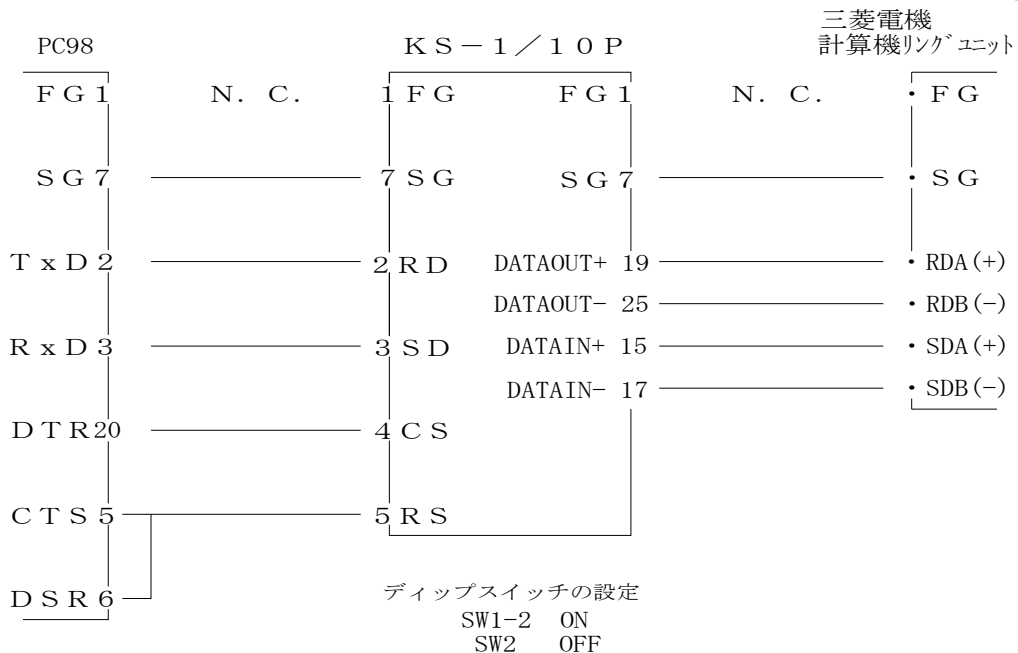 三菱電機
PC98 KS-1/10P 計算機リンクﾞユニット
FG1 N.C. 1FG FG1 N.C. ・FG
SG7 7SG SG7 ・SG
TxD2 2RD DATAOUT+ 19 ・RDA(+)
DATAOUT- 25 ・RDB(-)
RxD3 3SD DATAIN+ 15 ・SDA(+)
DATAIN- 17 ・SDB(-)
DTR20 4CS
CTS5 5RS
DSR6
ディップスイッチの設定
SW1-2 ON
SW2 OFF